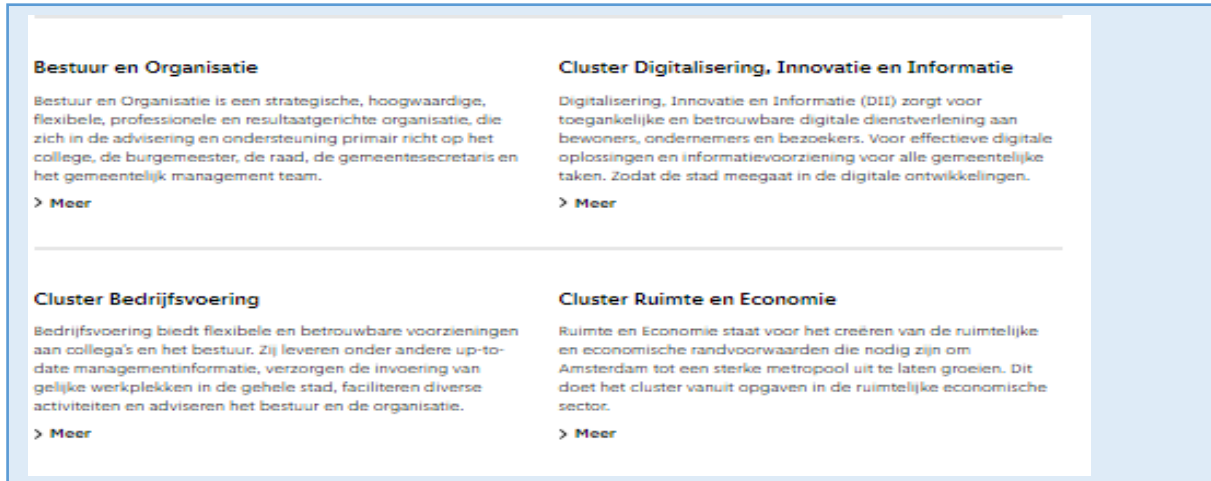 Bestuur en Organisatie
Bestuur en Organisatie is een strategische, hoogwaardige,
flexibele, professionele en resultaatgerichte organisatie, die
zich in de advisering en ondersteuning primair richt op het
college, de burgemeester, de raad, de gemeentesecretaris en
het gemeentelijk management team.
> Meer
Cluster Digitalisering, Innovatie en Informatie
Digitalisering, Innovatie en Informatie (DII) zorgt voor
toegankelijke en betrouwbare digitale dienstverlening aan
bewoners, ondernemers en bezoekers. Voor effectieve digitale
oplossingen en informatievoorziening voor alle gemeentelijke
taken. Zodat de stad meegaat in de digitale ontwikkelingen.
> Meer
Cluster Bedrijfsvoering
Bedrijfsvoering biedt flexibele en betrouwbare voorzieningen
aan collega's en het bestuur. Zij leveren onder andere up-to-
date managementinformatie, verzorgen de invoering van
gelijke werkplekken in de gehele stad, faciliteren diverse
activiteiten en adviseren het bestuur en de organisatie.
> Meer
Cluster Ruimte en Economie
Ruimte en Economie staat voor het creëren van de ruimtelijke
en economische randvoorwaarden die nodig zijn om
Amsterdam tot een sterke metropool uit te laten groeien. Dit
doet het cluster vanuit opgaven in de ruimtelijke economische
sector.
> Meer